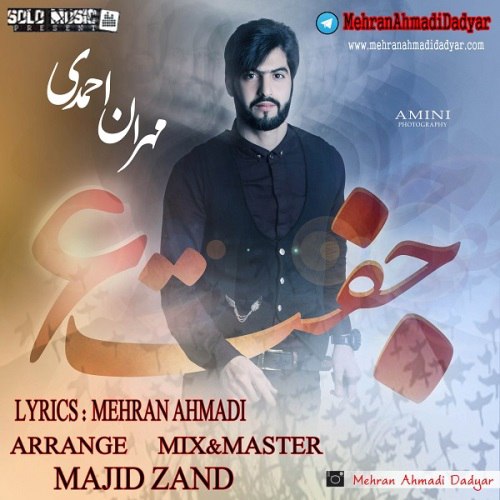 SOLO MUSIC
PRESENT
MehranAhmadiDadyar
www.mehranahmadidadyar.com
مهران احمدی
AMINI
PHOTOGRAPHY
جفت ۶
LYRICS : MEHRAN AHMADI
ARRANGE MIX&MASTER
MAJID ZAND
Mehran Ahmadi Dadyar